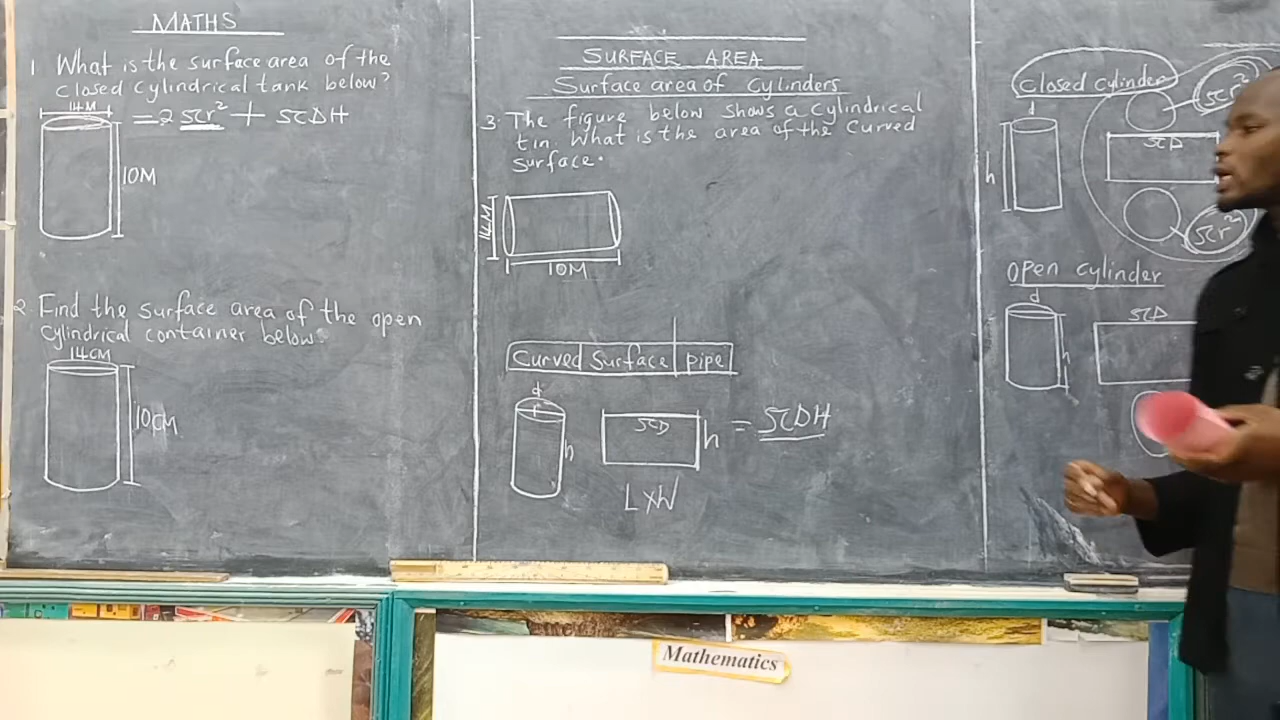 MATHS
1 What is the surface area of the
closed cylindrical tank below?
14M
= 2 πr² + πDH
10M
2. Find the surface area of the open
cylindrical container below.
14CM
10CM
SURFACE AREA
Surface area of cylinders
3. The figure below shows a cylindrical
tin. What is the area of the curved
surface.
14M
10M
Curved Surface pipe
d
r
h
πD
h
= πDH
L×W
Closed cylinder
d
h
πr²
πD
πr²
Open cylinder
d
h
πD
Mathematics